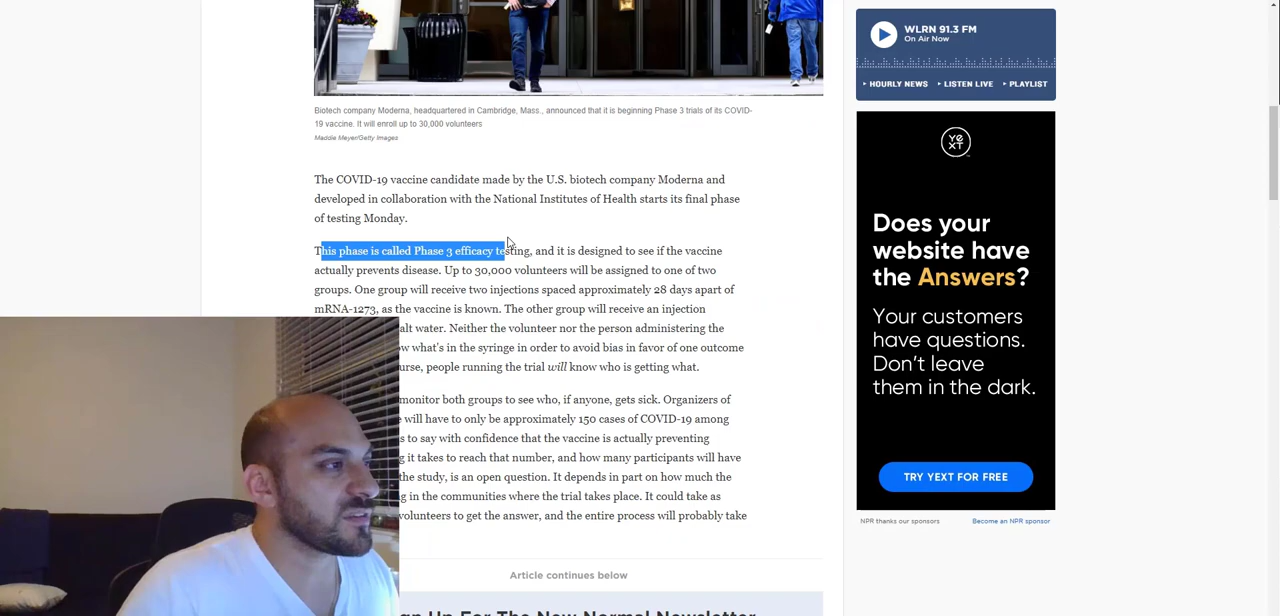 WLRN 91.3 FM
On Air Now
HOURLY NEWS
LISTEN LIVE
PLAYLIST
Biotech company Moderna, headquartered in Cambridge, Mass., announced that it is beginning Phase 3 trials of its COVID-
19 vaccine. It will enroll up to 30,000 volunteers
Maddie Meyer/Getty Images
The COVID-19 vaccine candidate made by the U.S. biotech company Moderna and
developed in collaboration with the National Institutes of Health starts its final phase
of testing Monday.
This phase is called Phase 3 efficacy testing, and it is designed to see if the vaccine
actually prevents disease. Up to 30,000 volunteers will be assigned to one of two
groups. One group will receive two injections spaced approximately 28 days apart of
mRNA-1273, as the vaccine is known. The other group will receive an injection
alt water. Neither the volunteer nor the person administering the
ow what's in the syringe in order to avoid bias in favor of one outcome
urse, people running the trial will know who is getting what.
monitor both groups to see who, if anyone, gets sick. Organizers of
e will have to only be approximately 150 cases of COVID-19 among
s to say with confidence that the vaccine is actually preventing
g it takes to reach that number, and how many participants will have
the study, is an open question. It depends in part on how much the
g in the communities where the trial takes place. It could take as
volunteers to get the answer, and the entire process will probably take
Article continues below
gn Up For The New Normal Newsletter
yext
Does your
website have
the Answers?
Your customers
have questions.
Don't leave
them in the dark.
TRY YEXT FOR FREE
NPR thanks our sponsors
Become an NPR sponsor